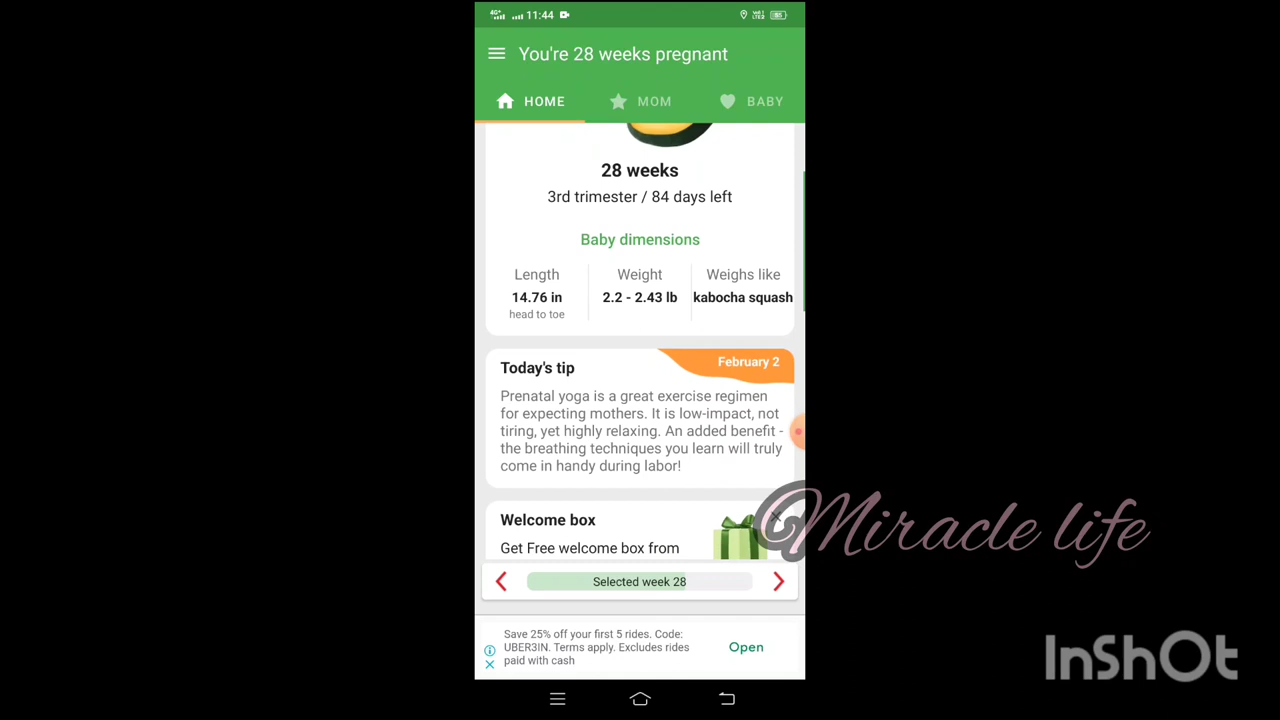 4G 11:44
You're 28 weeks pregnant
HOME MOM BABY
28 weeks
3rd trimester / 84 days left
Baby dimensions
Length Weight Weighs like
14.76 in 2.2 - 2.43 lb kabocha squash
head to toe
Today's tip February 2
Prenatal yoga is a great exercise regimen
for expecting mothers. It is low-impact, not
tiring, yet highly relaxing. An added benefit -
the breathing techniques you learn will truly
come in handy during labor!
Welcome box
Get Free welcome box from
Miracle life
Selected week 28
Save 25% off your first 5 rides. Code:
UBER3IN. Terms apply. Excludes rides
paid with cash
Open
InShOt